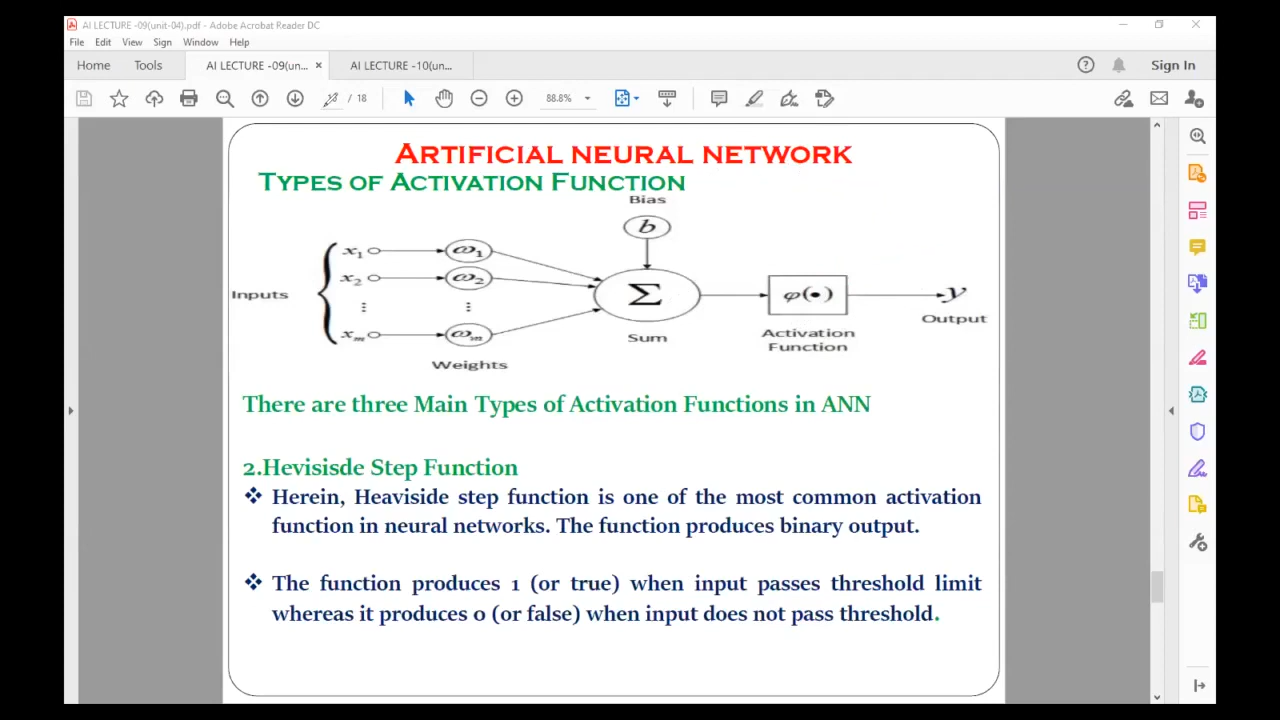 AI LECTURE -09(unit-04).pdf - Adobe Acrobat Reader DC
File Edit View Sign Window Help
Home Tools AI LECTURE -09(un... × AI LECTURE -10(un... Sign In
/ 18 88.8%
ARTIFICIAL NEURAL NETWORK
TYPES OF ACTIVATION FUNCTION
Bias
b
x1 ω1
x2 ω2
Inputs ⋮ ⋮ Σ φ(•) y
Output
xm ωm Sum Activation
Function
Weights
There are three Main Types of Activation Functions in ANN
2.Hevisisde Step Function
❖ Herein, Heaviside step function is one of the most common activation
function in neural networks. The function produces binary output.
❖ The function produces 1 (or true) when input passes threshold limit
whereas it produces 0 (or false) when input does not pass threshold.